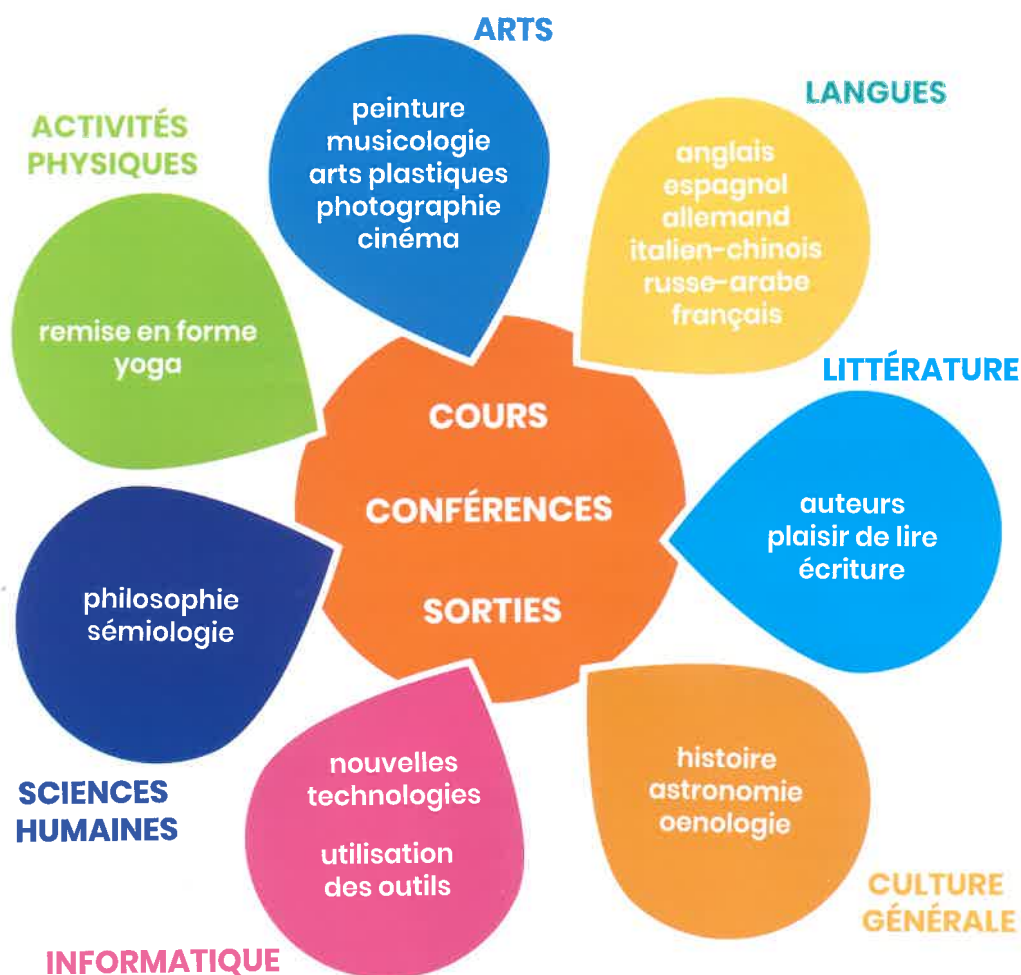 ARTS
peinture
musicologie
arts plastiques
photographie
cinéma
LANGUES
anglais
espagnol
allemand
italien-chinois
russe-arabe
français
LITTÉRATURE
auteurs
plaisir de lire
écriture
CULTURE
GÉNÉRALE
histoire
astronomie
oenologie
INFORMATIQUE
nouvelles
technologies
utilisation
des outils
SCIENCES
HUMAINES
philosophie
sémiologie
ACTIVITÉS
PHYSIQUES
remise en forme
yoga
COURS
CONFÉRENCES
SORTIES